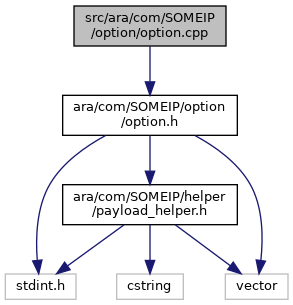 src/ara/com/SOMEIP
/option/option.cpp
ara/com/SOMEIP/option
/option.h
ara/com/SOMEIP/helper
/payload_helper.h
stdint.h
cstring
vector